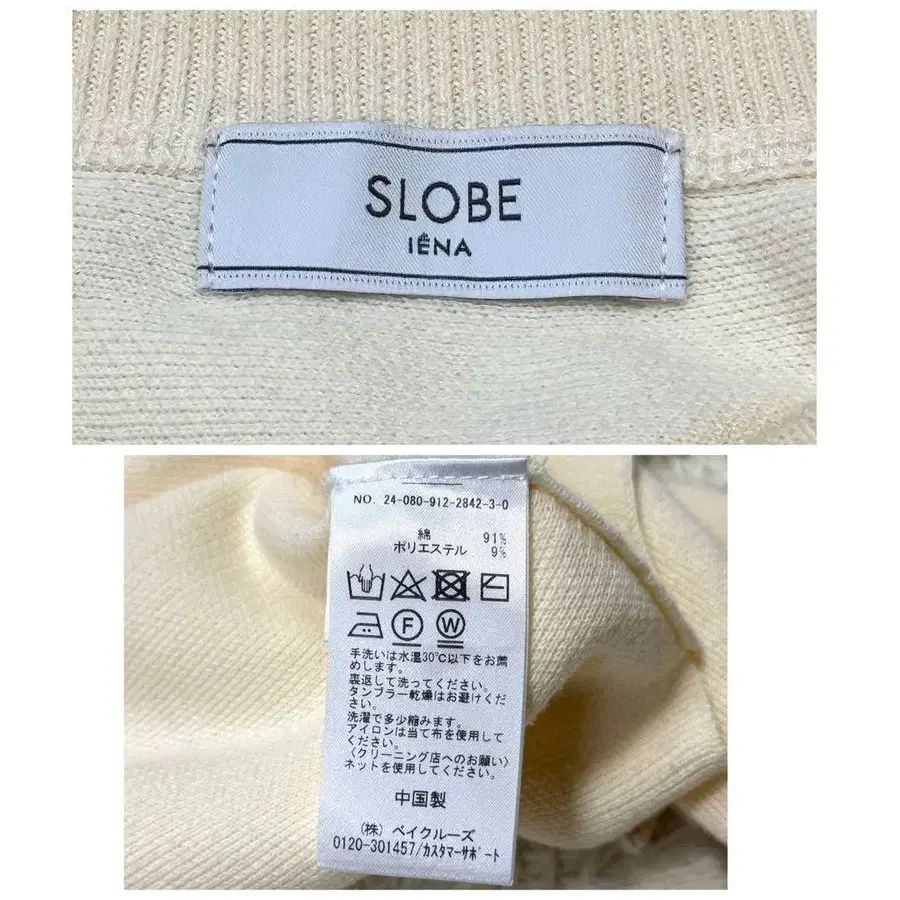 SLOBE
IÉNA
NO. 24-080-912-2842-3-0
綿 91%
ポリエステル 9%
F W
手洗いは水温30℃以下をお薦
めします。
裏返して洗ってください。
タンブラー乾燥はお避けくだ
さい。
洗濯で多少縮みます。
アイロンは当て布を使用して
ください。
〈クリーニング店へのお願い〉
ネットを使用してください。
中国製
(株) ベイクルーズ
0120-301457/カスタマーサポート